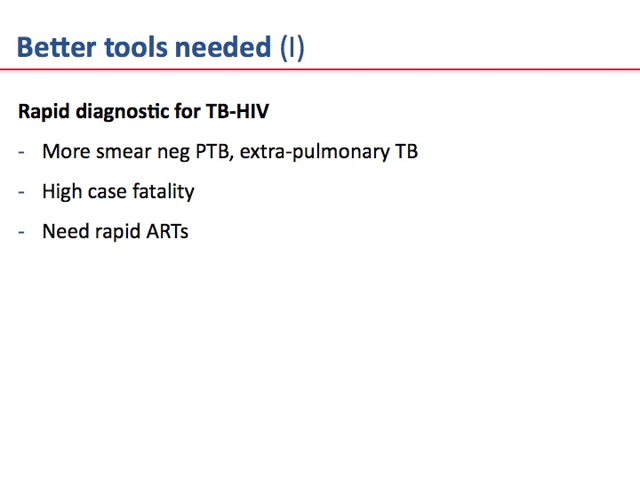 Better tools needed (I)
Rapid diagnostic for TB-HIV
- More smear neg PTB, extra-pulmonary TB
- High case fatality
- Need rapid ARTs